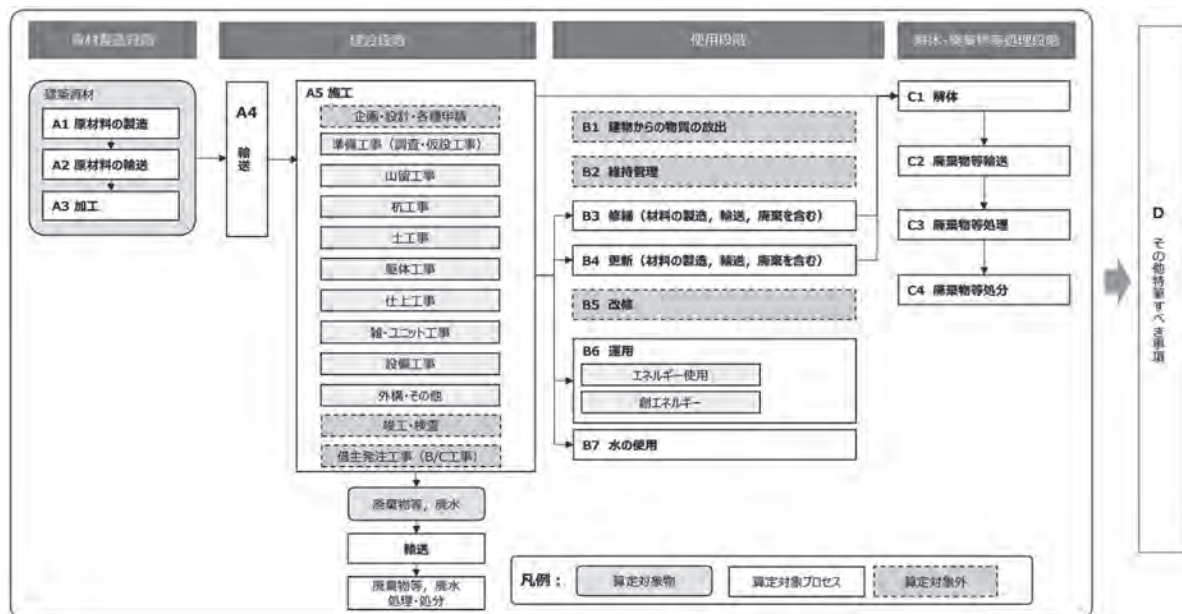 資材製造段階
建設段階
使用段階
解体・廃棄物等処理段階
建築資材
A1 原材料の製造
A2 原材料の輸送
A3 加工
A4
輸送
A5 施工
企画・設計・各種申請
準備工事（調査・仮設工事）
山留工事
杭工事
土工事
躯体工事
仕上工事
雑・ユニット工事
設備工事
外構・その他
竣工・検査
借主発注工事（B/C工事）
廃棄物等，廃水
輸送
廃棄物等，廃水
処理・処分
B1 建物からの物質の放出
B2 維持管理
B3 修繕（材料の製造，輸送，廃棄を含む）
B4 更新（材料の製造，輸送，廃棄を含む）
B5 改修
B6 運用
エネルギー使用
創エネルギー
B7 水の使用
C1 解体
C2 廃棄物等輸送
C3 廃棄物等処理
C4 廃棄物等処分
D その他特筆すべき事項
凡例：
算定対象物
算定対象プロセス
算定対象外